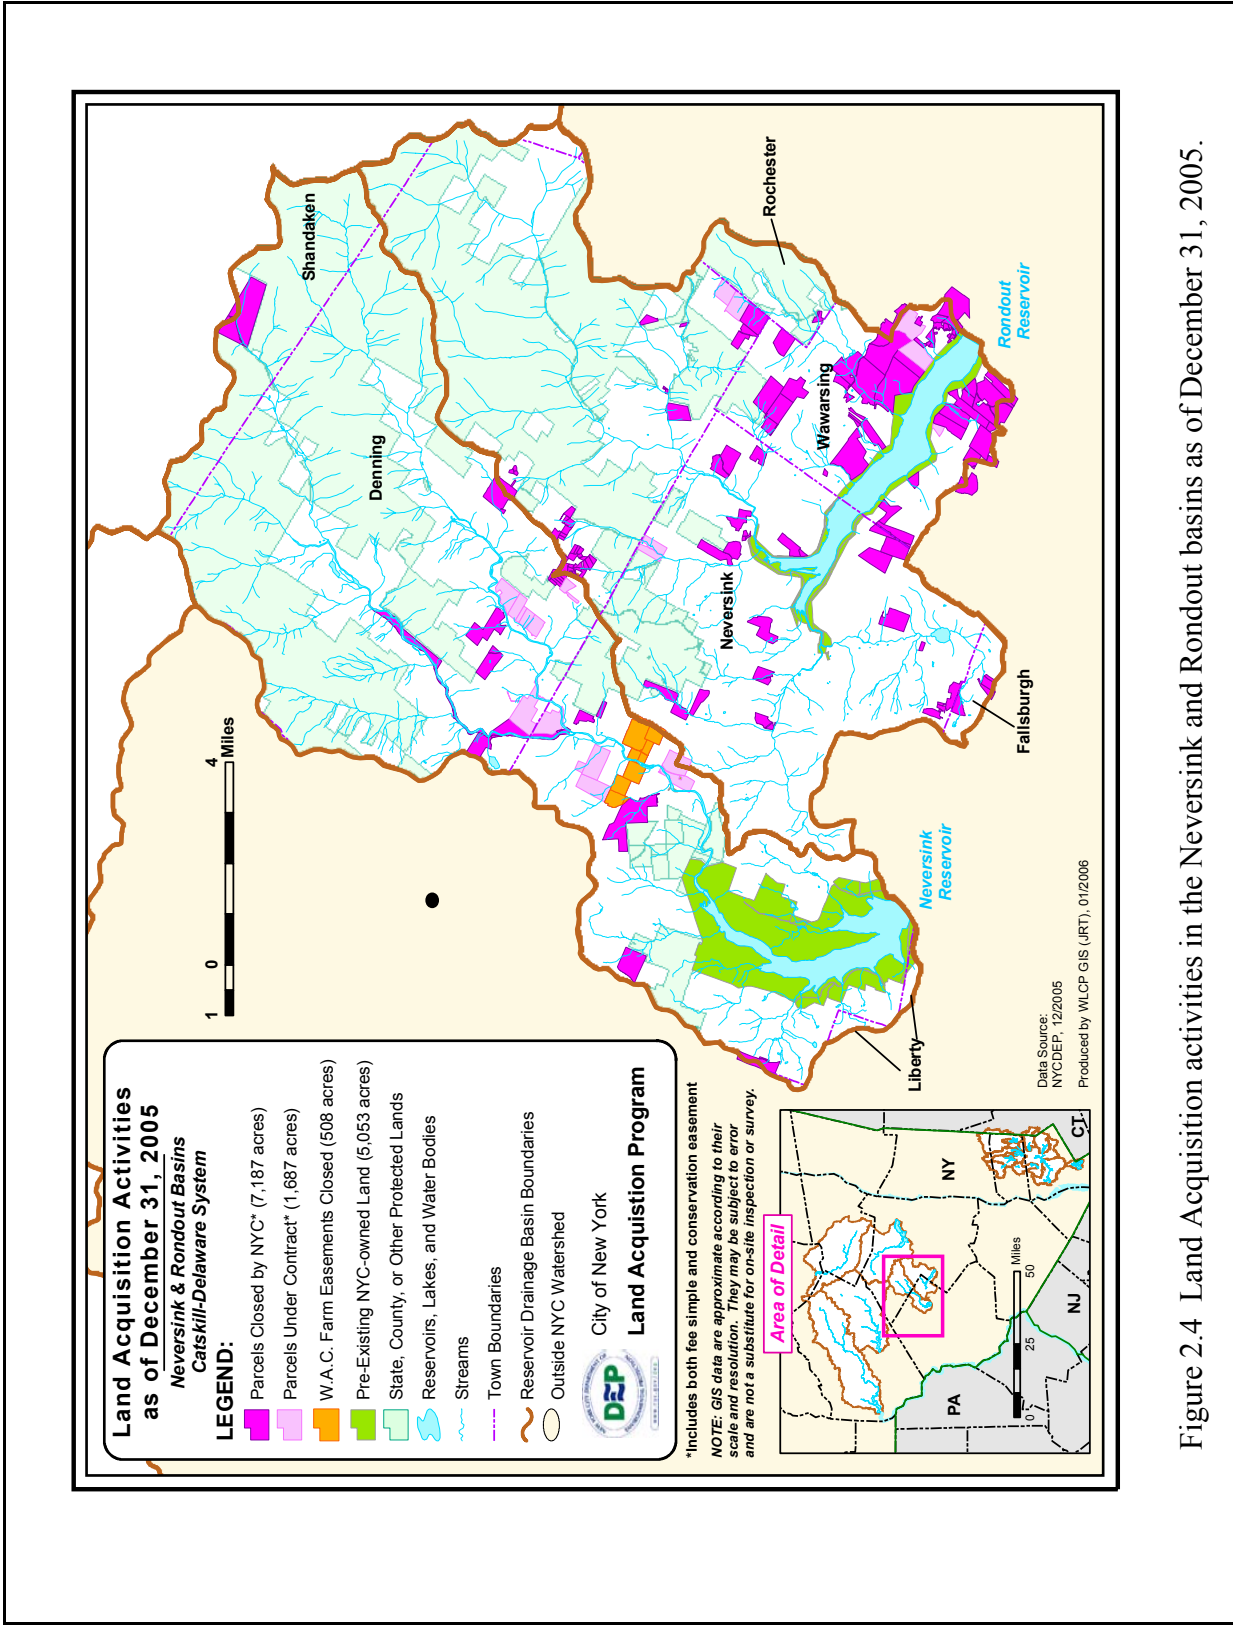 Land Acquisition Activities
as of December 31, 2005
Neversink & Rondout Basins
Catskill-Delaware System
LEGEND:
Parcels Closed by NYC* (7,187 acres)
Parcels Under Contract* (1,687 acres)
W.A.C. Farm Easements Closed (508 acres)
Pre-Existing NYC-owned Land (5,053 acres)
State, County, or Other Protected Lands
Reservoirs, Lakes, and Water Bodies
Streams
Town Boundaries
Reservoir Drainage Basin Boundaries
Outside NYC Watershed
DEP
City of New York
Land Acquistion Program
*Includes both fee simple and conservation easement
NOTE: GIS data are approximate according to their
scale and resolution. They may be subject to error
and are not a substitute for on-site inspection or survey.
Area of Detail
NY
CT
PA
NJ
0 25 50
Miles
1 0 4
Miles
Shandaken
Denning
Rochester
Wawarsing
Rondout
Reservoir
Neversink
Fallsburgh
Neversink
Reservoir
Liberty
Data Source:
NYCDEP, 12/2005
Produced by WLCP GIS (JRT), 01/2006
Figure 2.4 Land Acquisition activities in the Neversink and Rondout basins as of December 31, 2005.